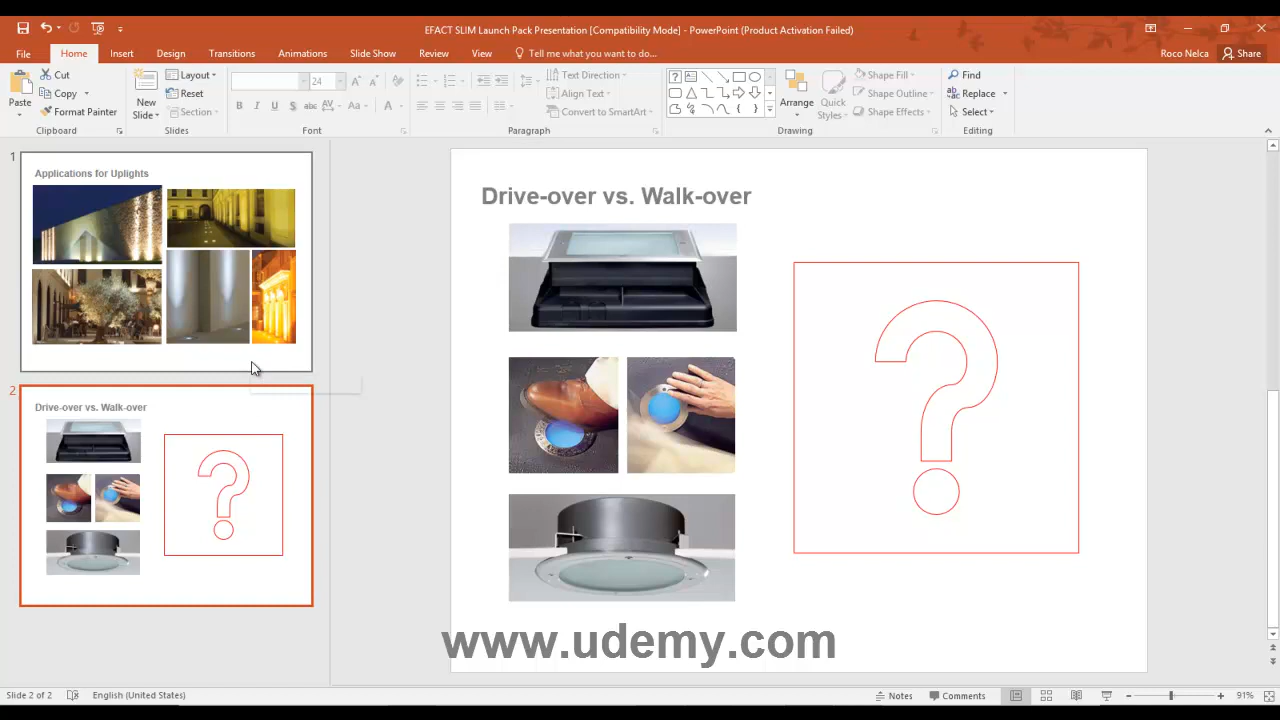 EFACT SLIM Launch Pack Presentation [Compatibility Mode] - PowerPoint (Product Activation Failed)
File Home Insert Design Transitions Animations Slide Show Review View Tell me what you want to do... Roco Nelca Share
Paste
Cut
Copy
Format Painter
Clipboard
New
Slide
Layout
Reset
Section
Slides
24
B I U S abc AV Aa A
Font
Text Direction
Align Text
Convert to SmartArt
Paragraph
Arrange
Quick
Styles
Shape Fill
Shape Outline
Shape Effects
Drawing
Find
Replace
Select
Editing
1
Applications for Uplights
2
Drive-over vs. Walk-over
Drive-over vs. Walk-over
www.udemy.com
Slide 2 of 2 English (United States) Notes Comments 91%